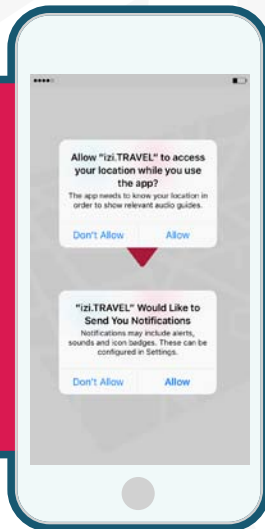 Allow "izi.TRAVEL" to access
your location while you use
the app?
The app needs to know your location in
order to show relevant audio guides.
Don't Allow
Allow
"izi.TRAVEL" Would Like to
Send You Notifications
Notifications may include alerts,
sounds and icon badges. These can be
configured in Settings.
Don't Allow
Allow